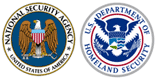 NATIONAL SECURITY AGENCY
UNITED STATES OF AMERICA
U.S. DEPARTMENT OF
HOMELAND SECURITY